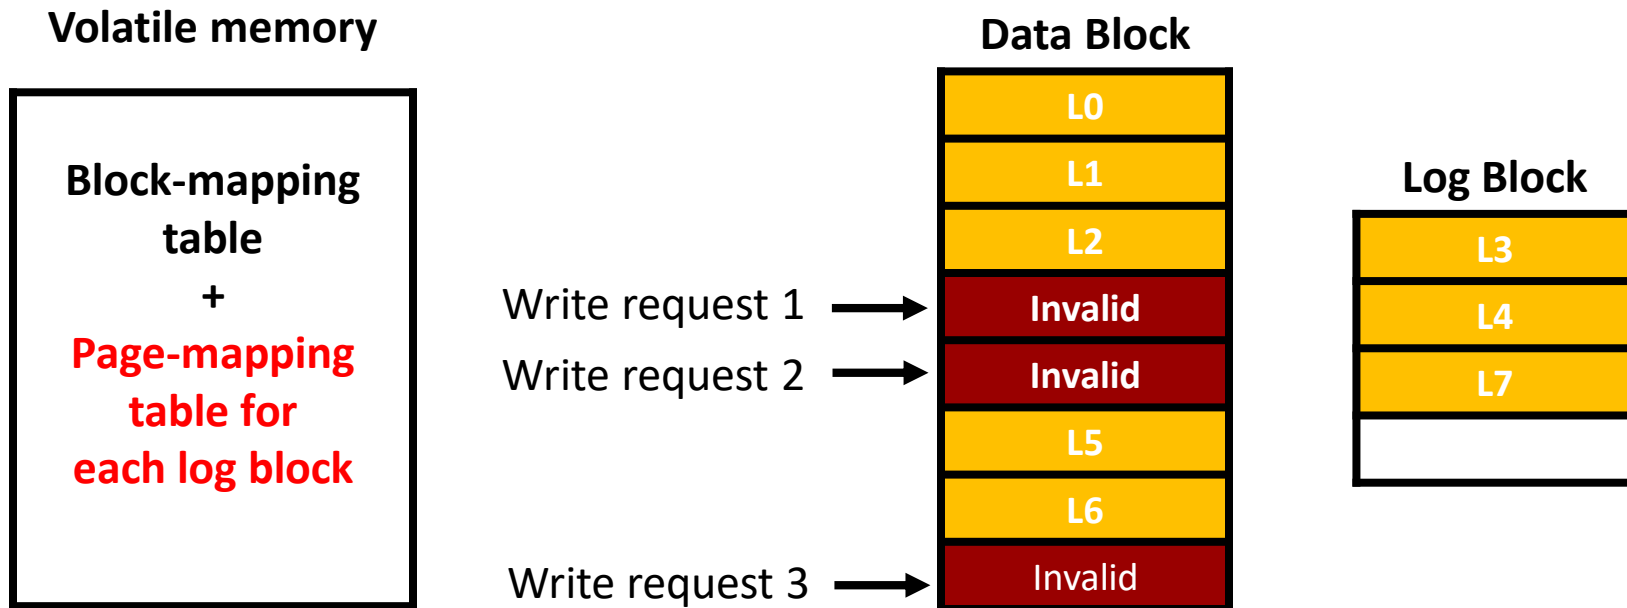 Volatile memory
Block-mapping
table
+
Page-mapping
table for
each log block
Write request 1
Write request 2
Write request 3
Data Block
L0
L1
L2
Invalid
Invalid
L5
L6
Invalid
Log Block
L3
L4
L7